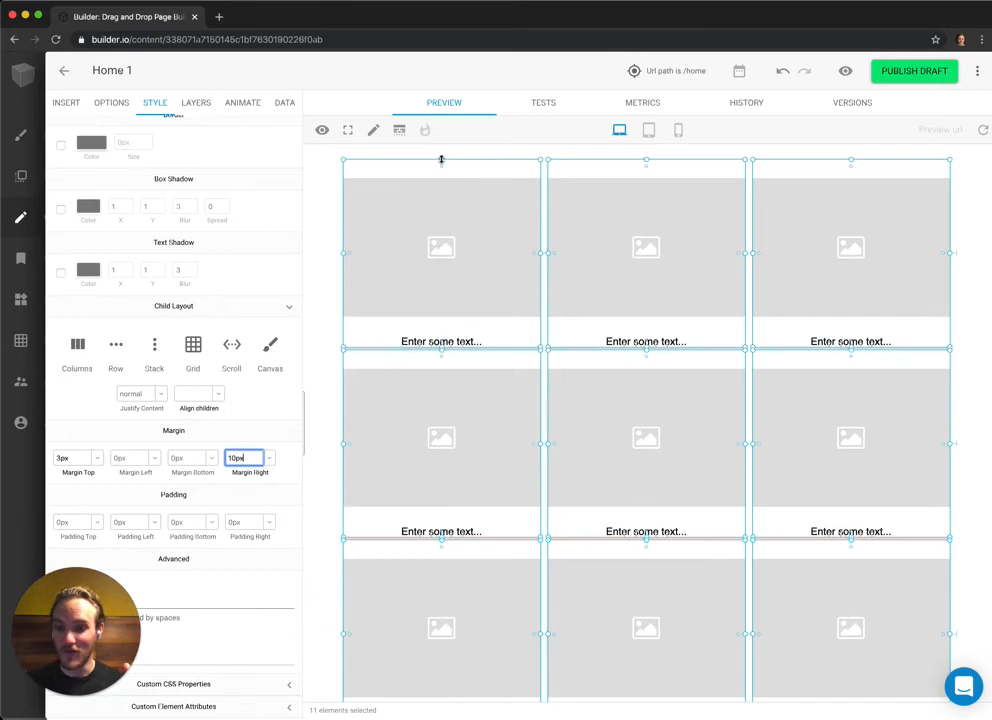 Builder: Drag and Drop Page Bui
builder.io/content/338071a7150145c1bf7630190226f0ab
Home 1
Url path is /home
PUBLISH DRAFT
INSERT OPTIONS STYLE LAYERS ANIMATE DATA
PREVIEW TESTS METRICS HISTORY VERSIONS
Preview url
Border
0px
Color Size
Box Shadow
1 1 3 0
Color X Y Blur Spread
Text Shadow
1 1 3
Color X Y Blur
Child Layout
Columns Row Stack Grid Scroll Canvas
normal
Justify Content Align children
Margin
3px 0px 0px 10px
Margin Top Margin Left Margin Bottom Margin Right
Padding
0px 0px 0px 0px
Padding Top Padding Left Padding Bottom Padding Right
Advanced
d by spaces
Custom CSS Properties
Custom Element Attributes
Enter some text... Enter some text... Enter some text...
Enter some text... Enter some text... Enter some text...
11 elements selected